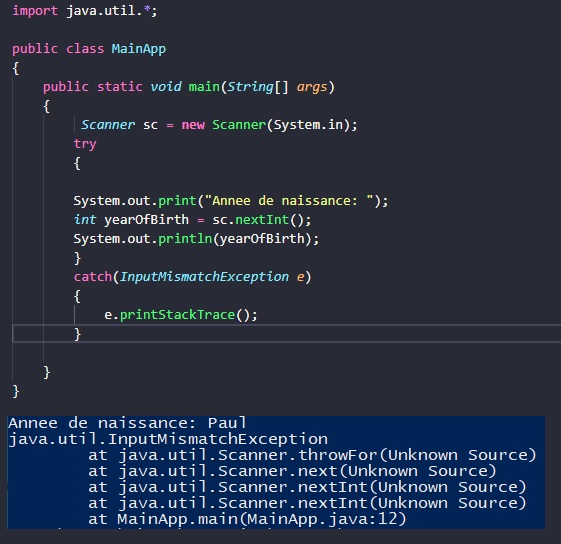 import java.util.*;
public class MainApp
{
public static void main(String[] args)
{
Scanner sc = new Scanner(System.in);
try
{
System.out.print("Annee de naissance: ");
int yearOfBirth = sc.nextInt();
System.out.println(yearOfBirth);
}
catch(InputMismatchException e)
{
e.printStackTrace();
}
}
}
Annee de naissance: Paul
java.util.InputMismatchException
at java.util.Scanner.throwFor(Unknown Source)
at java.util.Scanner.next(Unknown Source)
at java.util.Scanner.nextInt(Unknown Source)
at java.util.Scanner.nextInt(Unknown Source)
at MainApp.main(MainApp.java:12)